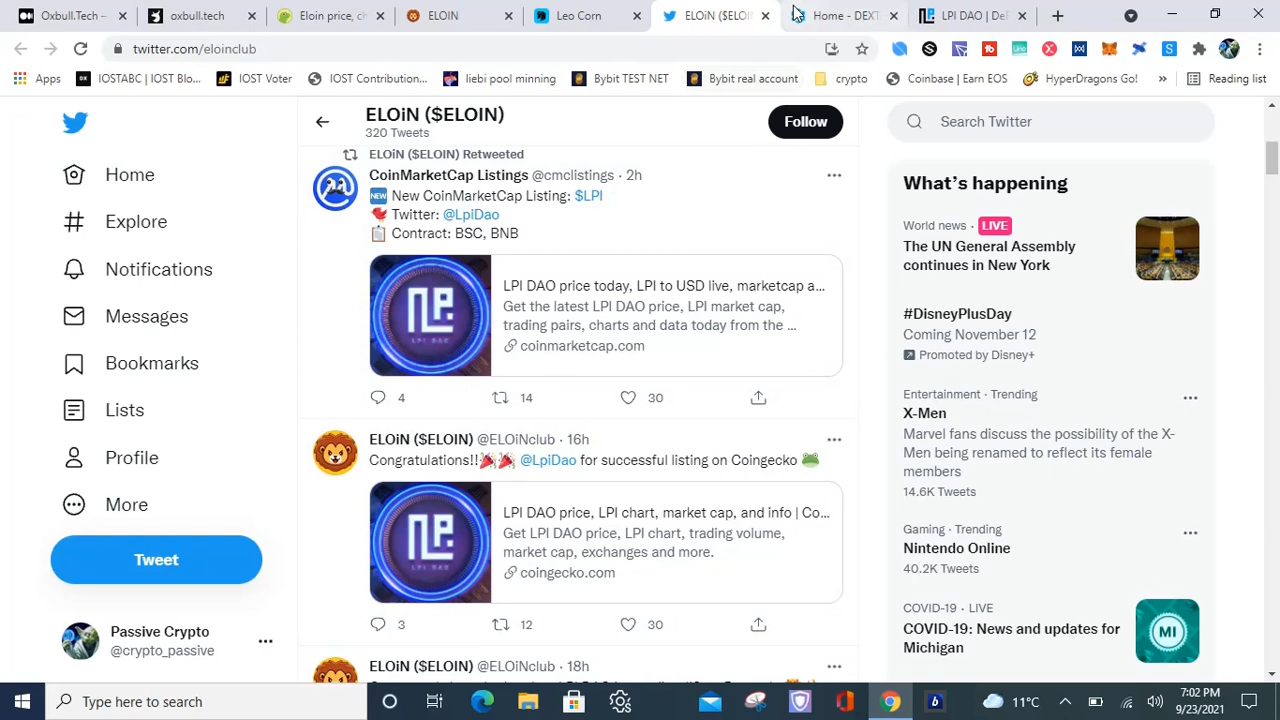 Oxbull.Tech –
oxbull.tech
Eloin price, ch
ELOIN
Leo Corn
ELOiN ($ELOIN
Home - DEXT
LPI DAO | Def
twitter.com/eloinclub
Apps
IOSTABC | IOST Blo...
IOST Voter
IOST Contribution...
liebi pool minning
Bybit TEST NET
Bybit real account
crypto
Coinbase | Earn EOS
HyperDragons Go!
»
Reading list
ELOiN ($ELOIN)
320 Tweets
Follow
Search Twitter
Home
Explore
Notifications
Messages
Bookmarks
Lists
Profile
More
Tweet
Passive Crypto
@crypto_passive
ELOiN ($ELOIN) Retweeted
CoinMarketCap Listings @cmclistings · 2h
🆕 New CoinMarketCap Listing: $LPI
🐦 Twitter: @LpiDao
📋 Contract: BSC, BNB
LPI DAO
LPI DAO price today, LPI to USD live, marketcap a...
Get the latest LPI DAO price, LPI market cap,
trading pairs, charts and data today from the ...
coinmarketcap.com
4 14 30
ELOiN ($ELOIN) @ELOiNclub · 16h
Congratulations!!🎉🎉 @LpiDao for successful listing on Coingecko 🐸
LPI DAO
LPI DAO price, LPI chart, market cap, and info | Co...
Get LPI DAO price, LPI chart, trading volume,
market cap, exchanges and more.
coingecko.com
3 12 30
ELOiN ($ELOIN) @ELOiNclub · 18h
What's happening
World news · LIVE
The UN General Assembly
continues in New York
#DisneyPlusDay
Coming November 12
Promoted by Disney+
Entertainment · Trending
X-Men
Marvel fans discuss the possibility of the X-
Men being renamed to reflect its female
members
14.6K Tweets
Gaming · Trending
Nintendo Online
40.2K Tweets
COVID-19 · LIVE
COVID-19: News and updates for
Michigan
MI
Type here to search
11°C
7:02 PM
9/23/2021